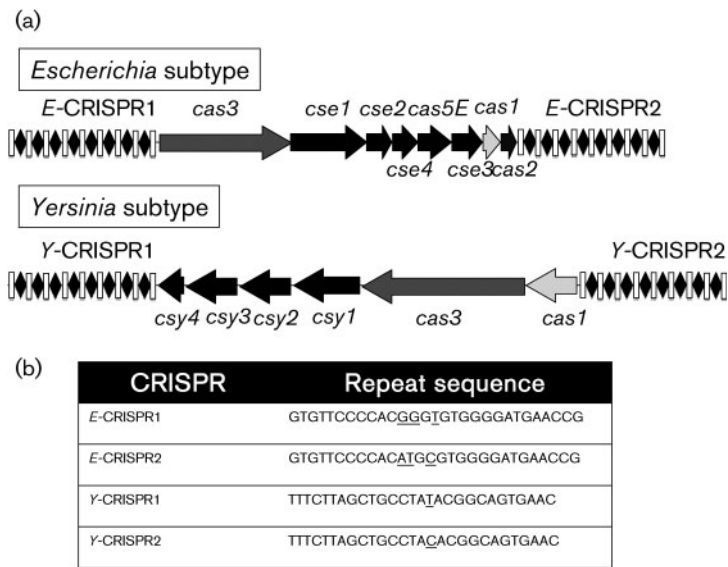 (a)
Escherichia subtype
E-CRISPR1 cas3 cse1 cse2 cas5E cas1 E-CRISPR2
cse4 cse3 cas2
Yersinia subtype
Y-CRISPR1 Y-CRISPR2
csy4 csy3 csy2 csy1 cas3 cas1
(b)
CRISPR Repeat sequence
E-CRISPR1 GTGTTCCCCACGGGTGTGGGGATGAACCG
E-CRISPR2 GTGTTCCCCACATGCGTGGGGATGAACCG
Y-CRISPR1 TTTCTTAGCTGCCTATACGGCAGTGAAC
Y-CRISPR2 TTTCTTAGCTGCCTACACGGCAGTGAAC